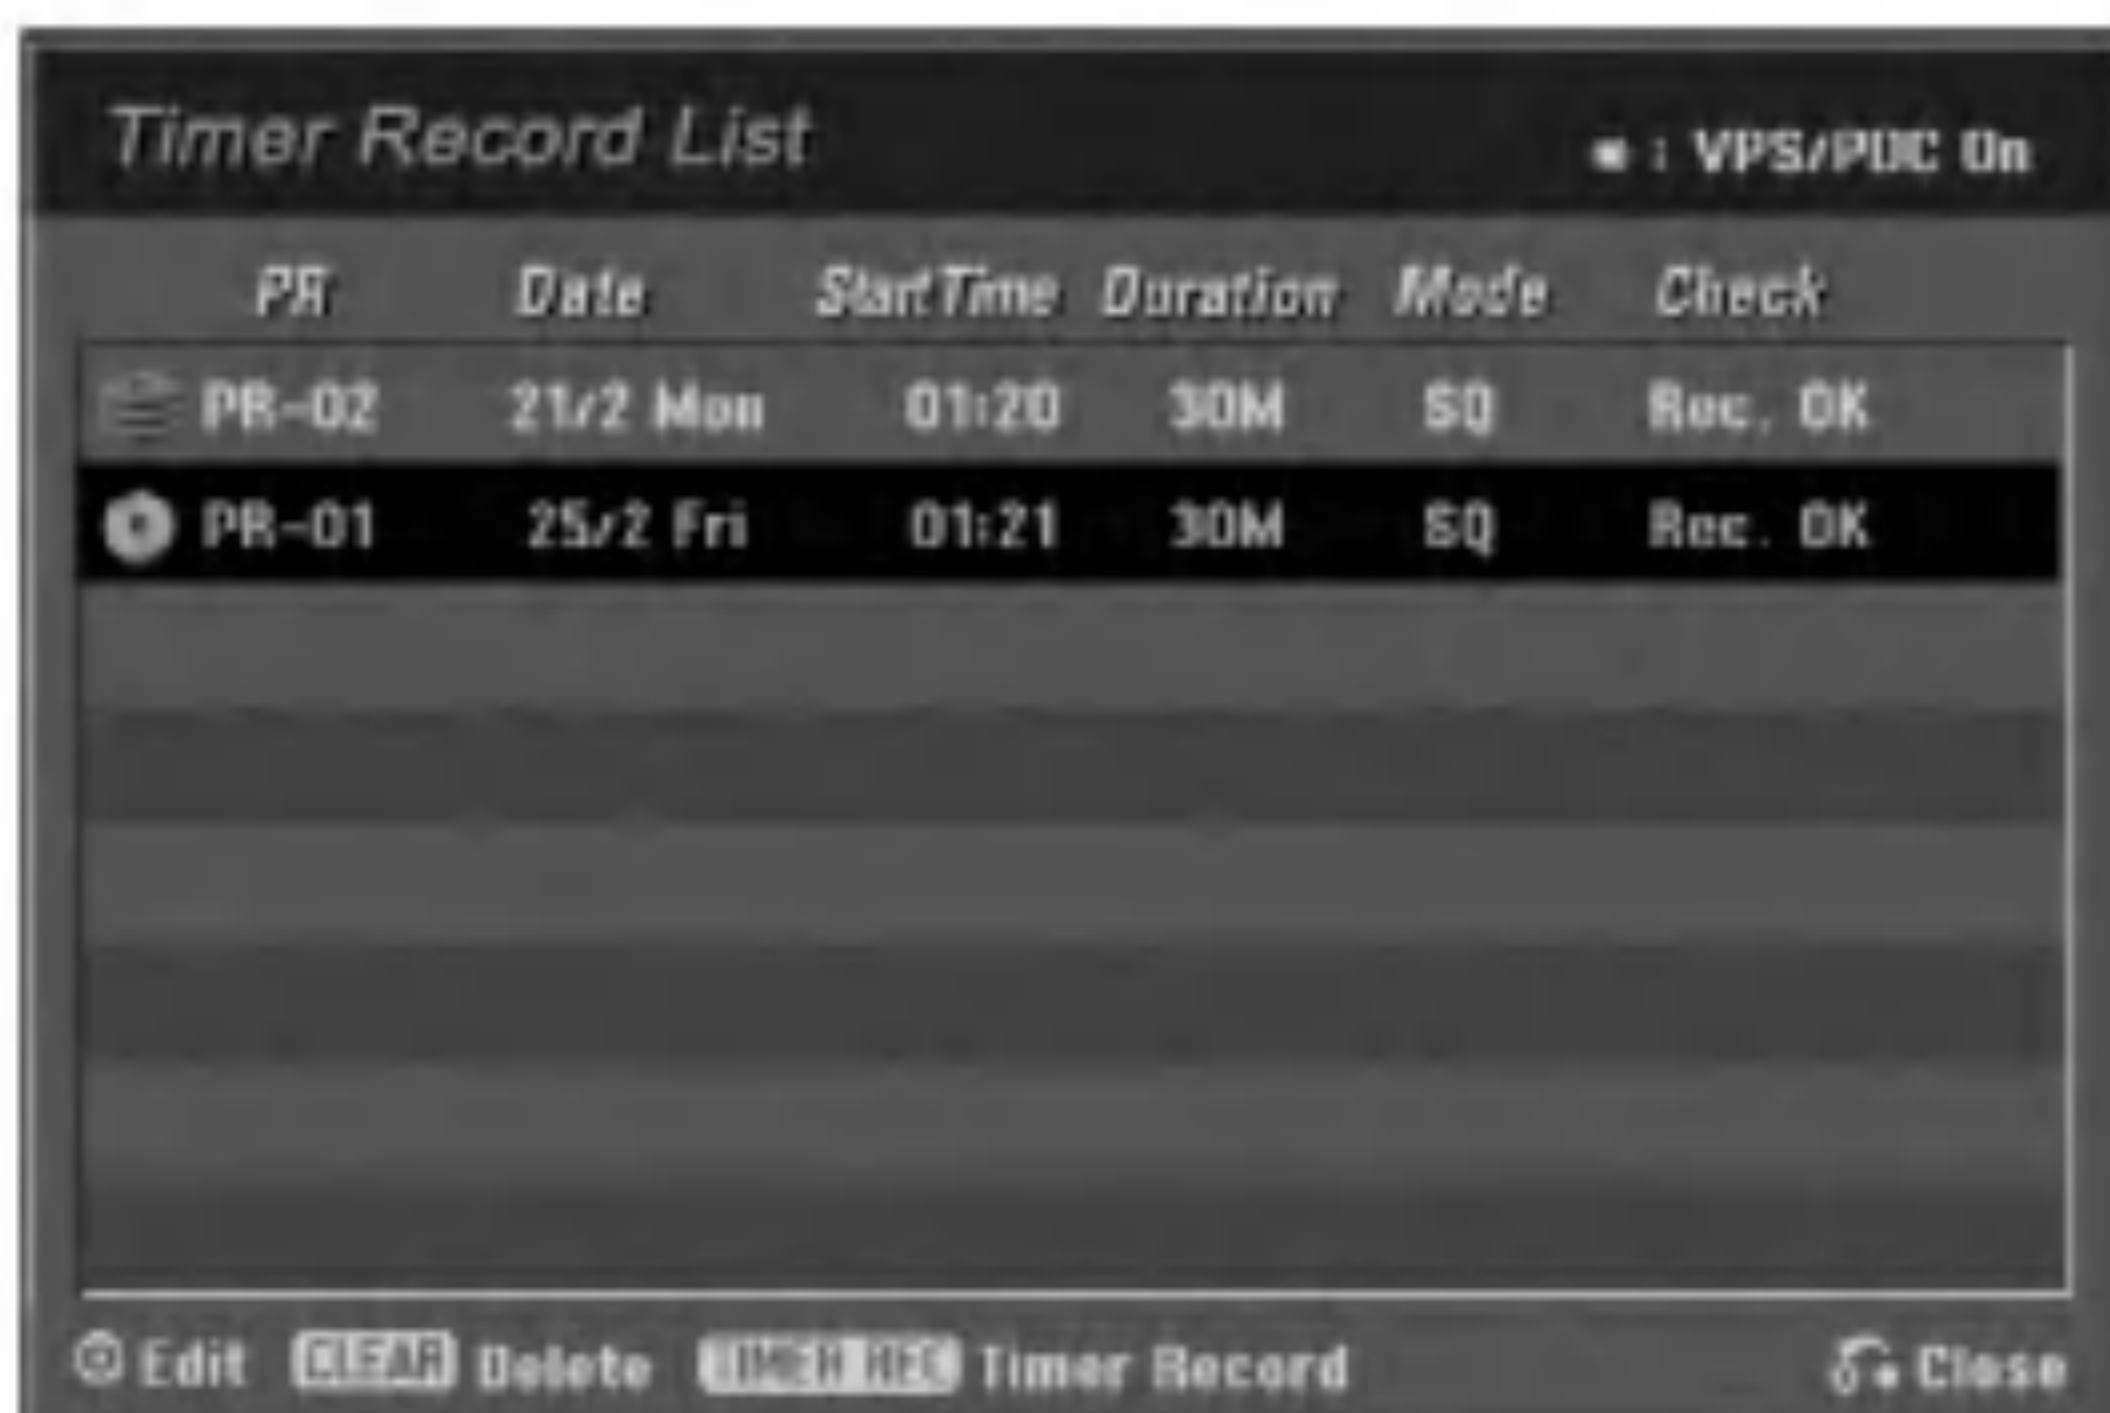 Timer Record List
■ : VPS/PDC On
PR Date Start Time Duration Mode Check
PR-02 21/2 Mon 01:20 30M SQ Rec. OK
PR-01 25/2 Fri 01:21 30M SQ Rec. OK
Edit CLEAR Delete TIMER REC Timer Record Close